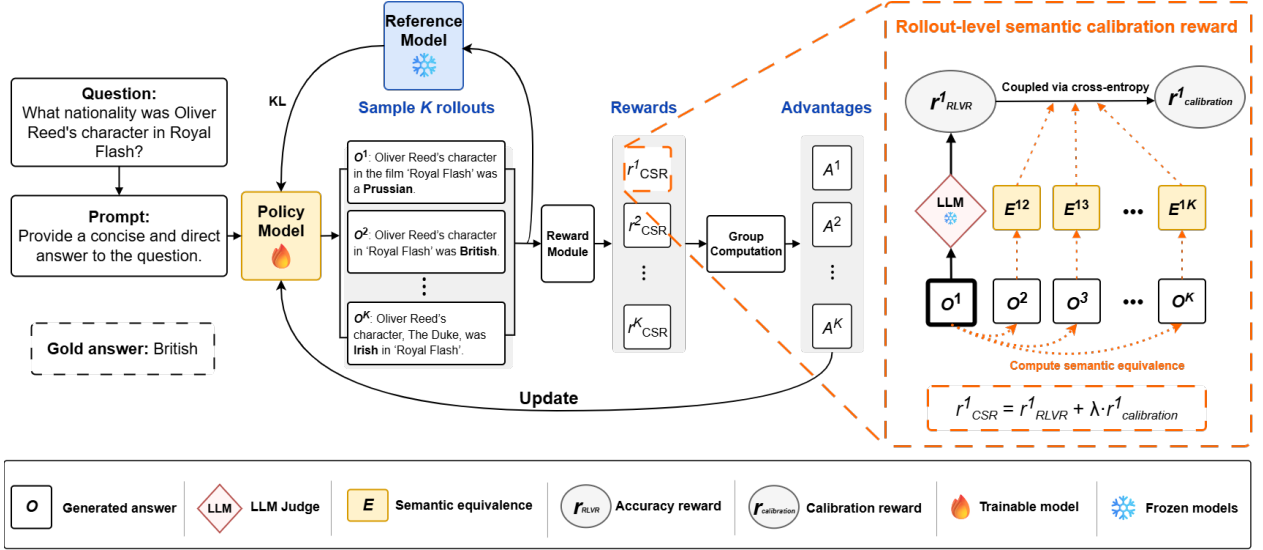 Reference
Model
Rollout-level semantic calibration reward
Question:
What nationality was Oliver
Reed's character in Royal
Flash?
KL
Sample K rollouts
Rewards
Advantages
Coupled via cross-entropy
r¹RLVR
r¹calibration
O¹: Oliver Reed's character
in the film 'Royal Flash' was
a Prussian.
r¹CSR
A¹
LLM
E¹²
E¹³
•••
E¹ᴷ
Prompt:
Provide a concise and direct
answer to the question.
Policy
Model
O²: Oliver Reed's character
in 'Royal Flash' was British.
Reward
Module
r²CSR
Group
Computation
A²
Oᴷ: Oliver Reed's
character, The Duke, was
Irish in 'Royal Flash'.
rᴷCSR
Aᴷ
O¹
O²
O³
•••
Oᴷ
Compute semantic equivalence
Gold answer: British
Update
r¹CSR = r¹RLVR + λ·r¹calibration
O Generated answer
LLM LLM Judge
E Semantic equivalence
rRLVR Accuracy reward
rcalibration Calibration reward
Trainable model
Frozen models